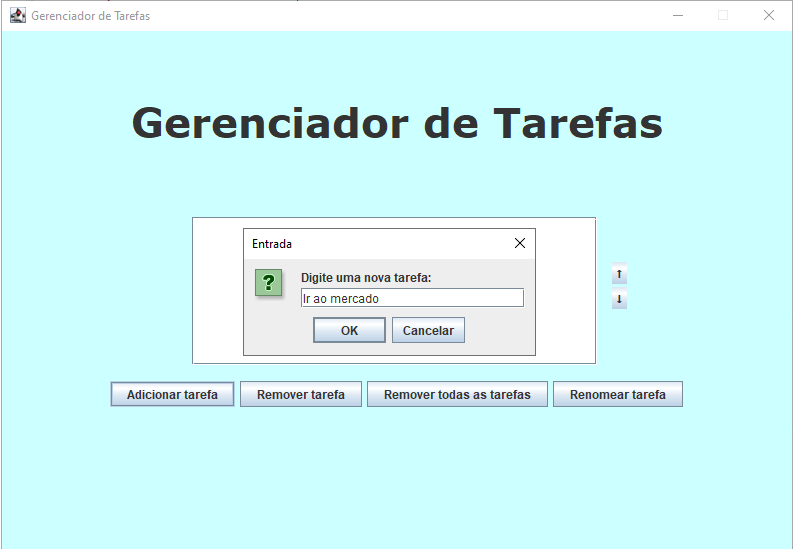 Gerenciador de Tarefas
Gerenciador de Tarefas
Entrada
?
Digite uma nova tarefa:
Ir ao mercado
OK Cancelar
↑
↓
Adicionar tarefa Remover tarefa Remover todas as tarefas Renomear tarefa